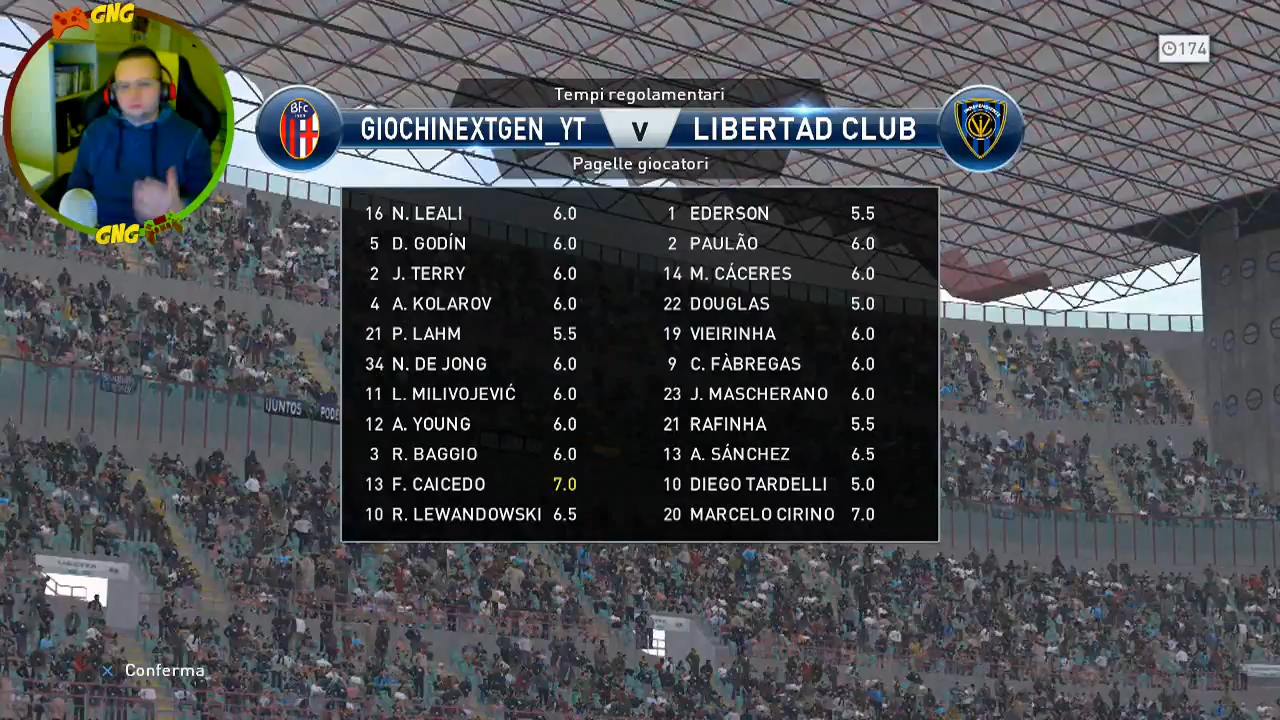 GNG
174
Tempi regolamentari
BFC
GIOCHINEXTGEN_YT V LIBERTAD CLUB
Pagelle giocatori
16 N. LEALI 6.0 1 EDERSON 5.5
5 D. GODÍN 6.0 2 PAULÃO 6.0
2 J. TERRY 6.0 14 M. CÁCERES 6.0
4 A. KOLAROV 6.0 22 DOUGLAS 5.0
21 P. LAHM 5.5 19 VIEIRINHA 6.0
34 N. DE JONG 6.0 9 C. FÀBREGAS 6.0
11 L. MILIVOJEVIĆ 6.0 23 J. MASCHERANO 6.0
12 A. YOUNG 6.0 21 RAFINHA 5.5
3 R. BAGGIO 6.0 13 A. SÁNCHEZ 6.5
13 F. CAICEDO 7.0 10 DIEGO TARDELLI 5.0
10 R. LEWANDOWSKI 6.5 20 MARCELO CIRINO 7.0
GNG
¡JUNTOS PODE
Conferma